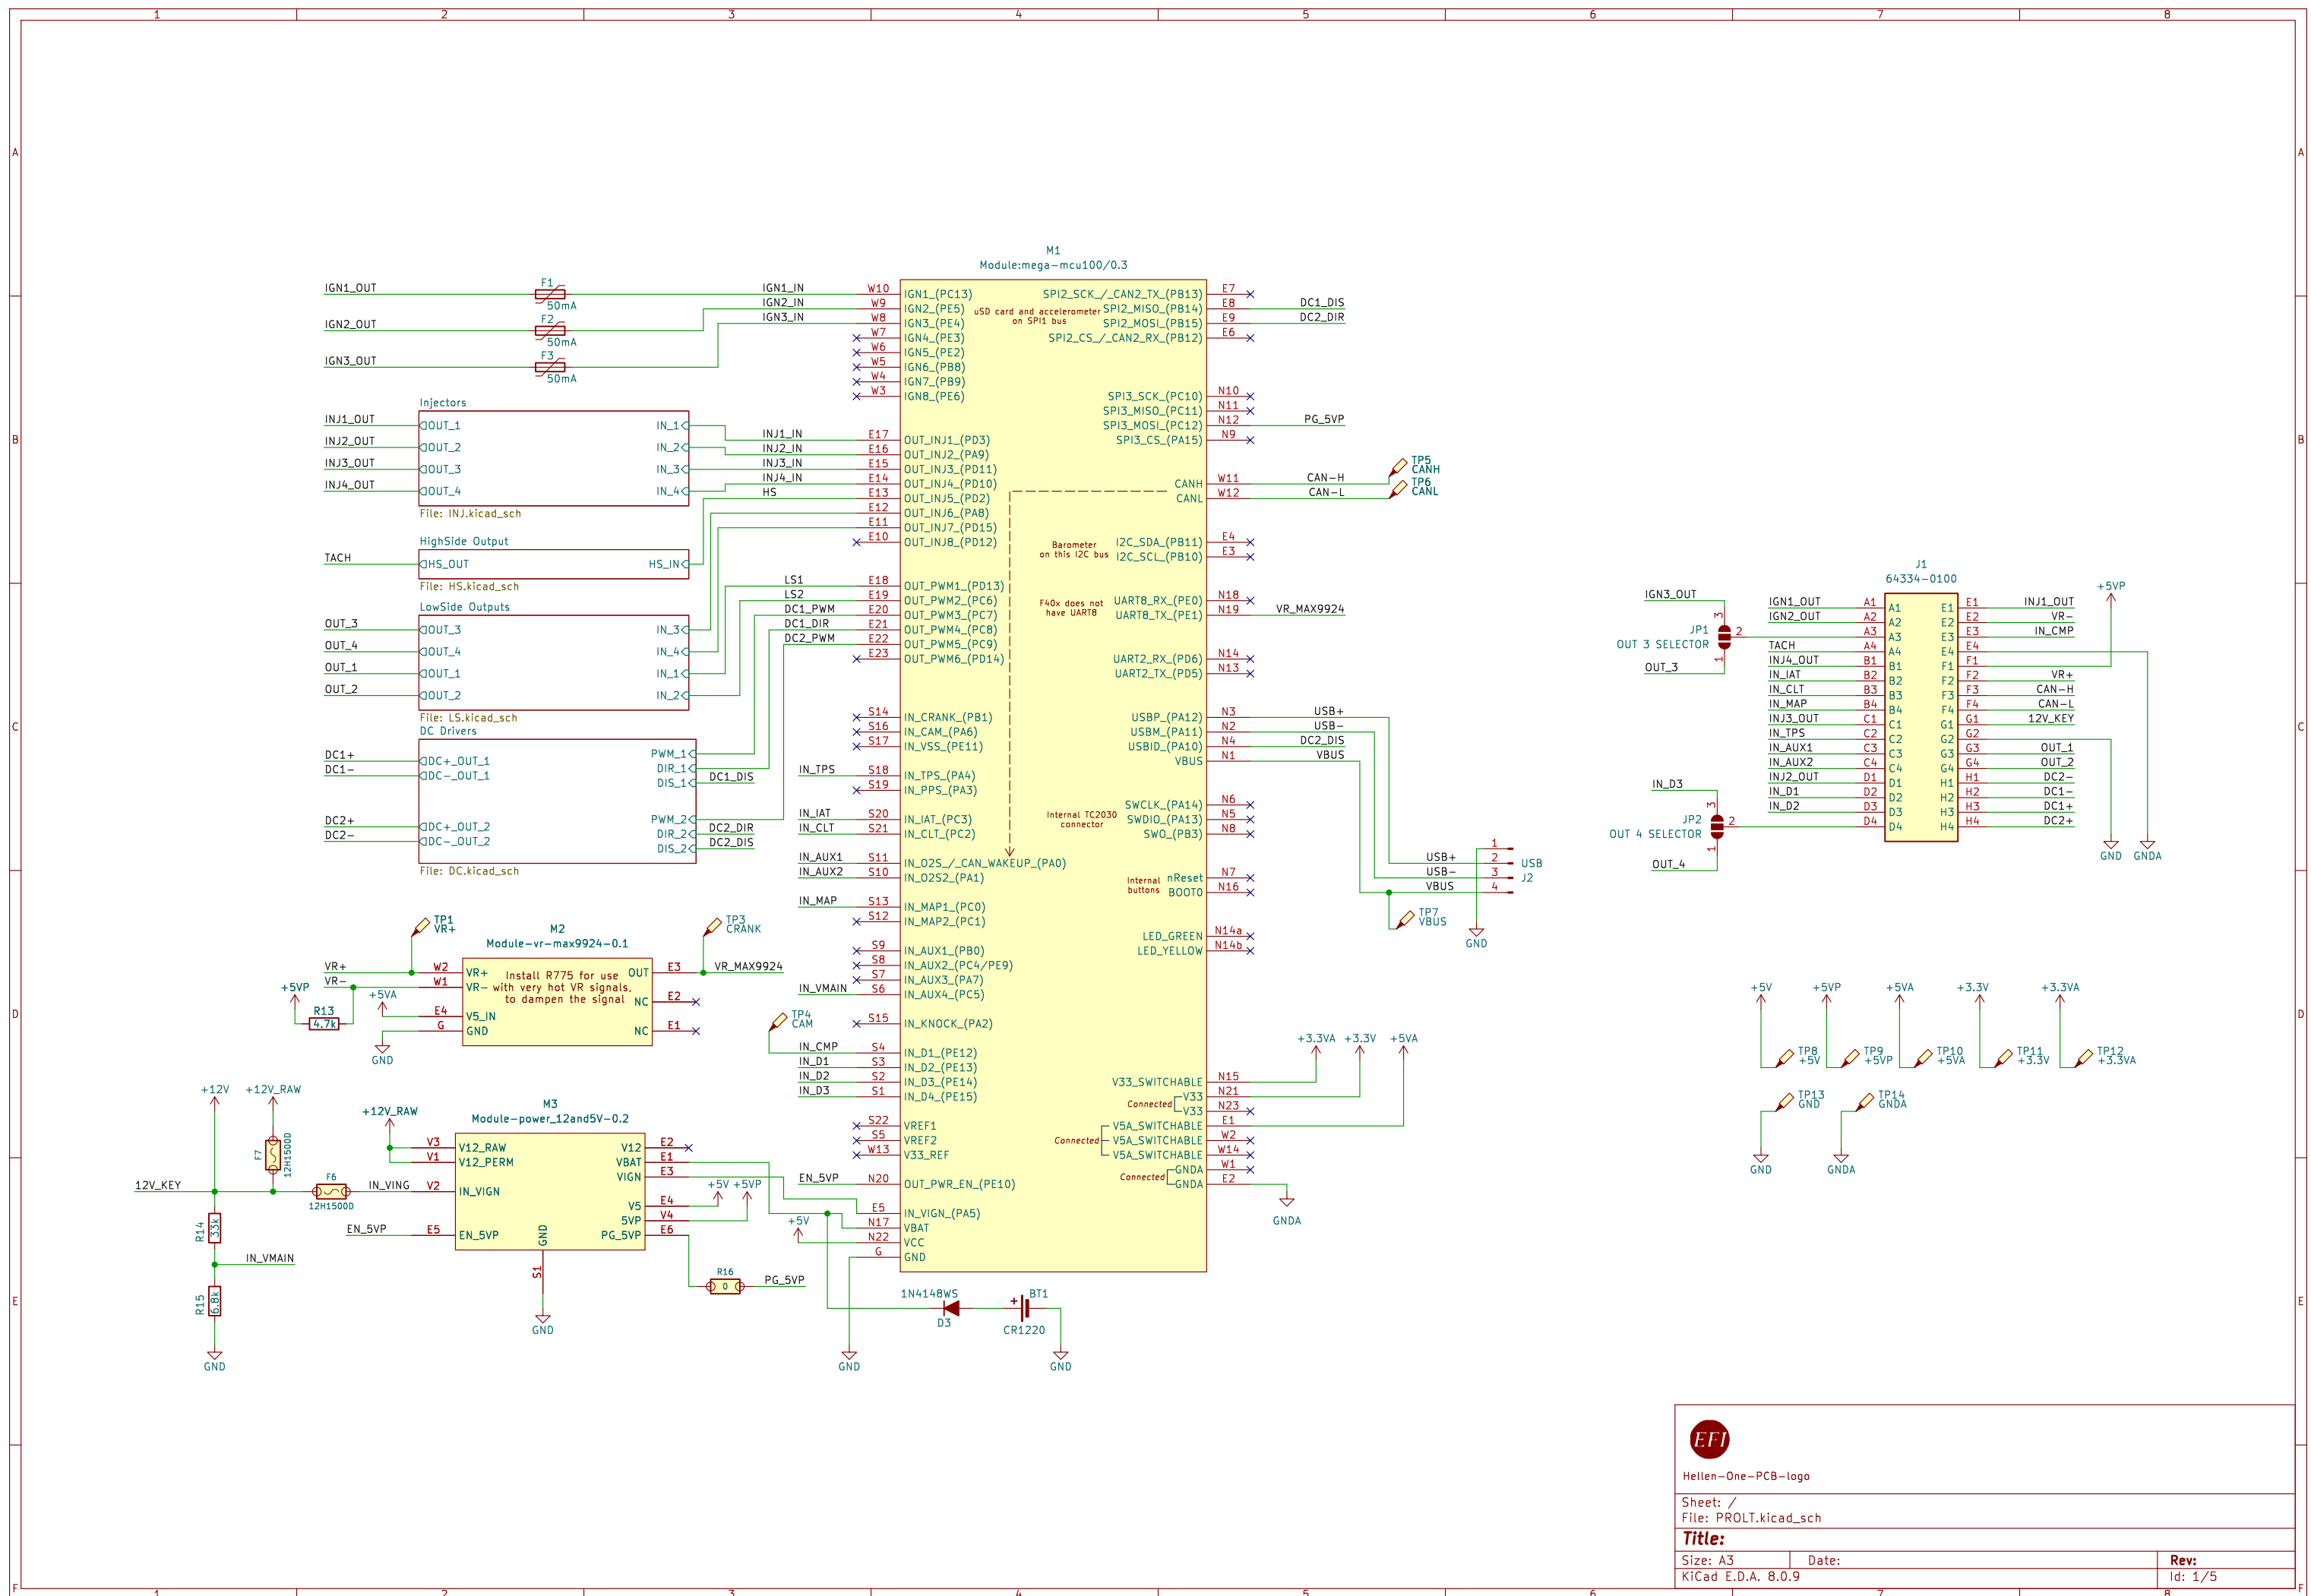 1 2 3 4 5 6 7 8
A
A
B
B
C
C
D
D
E
E
F
F
IGN1_OUT
F1
50mA
IGN1_IN
IGN2_OUT
F2
50mA
IGN2_IN
IGN3_OUT
F3
50mA
IGN3_IN
Injectors
INJ1_OUT
OUT_1
IN_1
INJ2_OUT
OUT_2
IN_2
INJ3_OUT
OUT_3
IN_3
INJ4_OUT
OUT_4
IN_4
File: INJ.kicad_sch
INJ1_IN
INJ2_IN
INJ3_IN
INJ4_IN
HS
HighSide Output
TACH
HS_OUT
HS_IN
File: HS.kicad_sch
LowSide Outputs
OUT_3
OUT_3
IN_3
OUT_4
OUT_4
IN_4
OUT_1
OUT_1
IN_1
OUT_2
OUT_2
IN_2
File: LS.kicad_sch
LS1
LS2
DC1_PWM
DC1_DIR
DC2_PWM
DC Drivers
DC1+
DC+_OUT_1
PWM_1
DC1-
DC-_OUT_1
DIR_1
DIS_1
DC1_DIS
PWM_2
DC2+
DC+_OUT_2
DIR_2
DC2_DIR
DC2-
DC-_OUT_2
DIS_2
DC2_DIS
File: DC.kicad_sch
TP1
VR+
M2
Module-vr-max9924-0.1
TP3
CRANK
VR+
W2
VR+
OUT
E3
VR_MAX9924
VR-
W1
VR-
Install R775 for use
with very hot VR signals,
to dampen the signal
NC
E2
+5VP
R13
4.7k
+5VA
E4
V5_IN
G
GND
NC
E1
GND
+12V
+12V_RAW
+12V_RAW
F7
12H1500D
12V_KEY
F6
12H1500D
IN_VING
R14
33k
IN_VMAIN
R15
6.8k
GND
EN_5VP
M3
Module-power_12and5V-0.2
V3
V12_RAW
V12
E2
V1
V12_PERM
VBAT
E1
VIGN
E3
V2
IN_VIGN
V5
E4
5VP
V4
E5
EN_5VP
PG_5VP
E6
GND
S1
GND
+5V
+5VP
R16
0
PG_5VP
M1
Module:mega-mcu100/0.3
W10
IGN1_(PC13)
W9
IGN2_(PE5)
W8
IGN3_(PE4)
W7
IGN4_(PE3)
W6
IGN5_(PE2)
W5
IGN6_(PB8)
W4
IGN7_(PB9)
W3
IGN8_(PE6)
E17
OUT_INJ1_(PD3)
E16
OUT_INJ2_(PA9)
E15
OUT_INJ3_(PD11)
E14
OUT_INJ4_(PD10)
E13
OUT_INJ5_(PD2)
E12
OUT_INJ6_(PA8)
E11
OUT_INJ7_(PD15)
E10
OUT_INJ8_(PD12)
E18
OUT_PWM1_(PD13)
E19
OUT_PWM2_(PC6)
E20
OUT_PWM3_(PC7)
E21
OUT_PWM4_(PC8)
E22
OUT_PWM5_(PC9)
E23
OUT_PWM6_(PD14)
S14
IN_CRANK_(PB1)
S16
IN_CAM_(PA6)
S17
IN_VSS_(PE11)
IN_TPS
S18
IN_TPS_(PA4)
S19
IN_PPS_(PA3)
IN_IAT
S20
IN_IAT_(PC3)
IN_CLT
S21
IN_CLT_(PC2)
IN_AUX1
S11
IN_O2S_/_CAN_WAKEUP_(PA0)
IN_AUX2
S10
IN_O2S2_(PA1)
IN_MAP
S13
IN_MAP1_(PC0)
S12
IN_MAP2_(PC1)
S9
IN_AUX1_(PB0)
S8
IN_AUX2_(PC4/PE9)
S7
IN_AUX3_(PA7)
IN_VMAIN
S6
IN_AUX4_(PC5)
S15
IN_KNOCK_(PA2)
TP4
CAM
IN_CMP
S4
IN_D1_(PE12)
IN_D1
S3
IN_D2_(PE13)
IN_D2
S2
IN_D3_(PE14)
IN_D3
S1
IN_D4_(PE15)
S22
VREF1
S5
VREF2
W13
V33_REF
EN_5VP
N20
OUT_PWR_EN_(PE10)
E5
IN_VIGN_(PA5)
N17
VBAT
+5V
N22
VCC
G
GND
1N4148WS
D3
BT1
CR1220
GND
GND
uSD card and accelerometer
on SPI1 bus
Barometer
on this I2C bus
F40x does not
have UART8
Internal TC2030
connector
Internal
buttons
Connected
Connected
Connected
SPI2_SCK_/_CAN2_TX_(PB13)
E7
SPI2_MISO_(PB14)
E8
DC1_DIS
SPI2_MOSI_(PB15)
E9
DC2_DIR
SPI2_CS_/_CAN2_RX_(PB12)
E6
SPI3_SCK_(PC10)
N10
SPI3_MISO_(PC11)
N11
SPI3_MOSI_(PC12)
N12
PG_5VP
SPI3_CS_(PA15)
N9
CANH
W11
CAN-H
TP5
CANH
CANL
W12
CAN-L
TP6
CANL
I2C_SDA_(PB11)
E4
I2C_SCL_(PB10)
E3
UART8_RX_(PE0)
N18
UART8_TX_(PE1)
N19
VR_MAX9924
UART2_RX_(PD6)
N14
UART2_TX_(PD5)
N13
USBP_(PA12)
N3
USB+
USBM_(PA11)
N2
USB-
USBID_(PA10)
N4
DC2_DIS
VBUS
N1
VBUS
SWCLK_(PA14)
N6
SWDIO_(PA13)
N5
SWO_(PB3)
N8
nReset
N7
BOOT0
N16
LED_GREEN
N14a
LED_YELLOW
N14b
V33_SWITCHABLE
N15
V33
N21
V33
N23
V5A_SWITCHABLE
E1
V5A_SWITCHABLE
W2
V5A_SWITCHABLE
W14
GNDA
W1
GNDA
E2
+3.3VA
+3.3V
+5VA
GNDA
1
USB+
2
USB
USB-
3
J2
VBUS
4
TP7
VBUS
GND
IGN3_OUT
3
JP1
2
OUT 3 SELECTOR
1
OUT_3
IN_D3
3
JP2
2
OUT 4 SELECTOR
1
OUT_4
J1
64334-0100
+5VP
IGN1_OUT
A1
A1
E1
E1
INJ1_OUT
IGN2_OUT
A2
A2
E2
E2
VR-
A3
A3
E3
E3
IN_CMP
TACH
A4
A4
E4
E4
INJ4_OUT
B1
B1
F1
F1
IN_IAT
B2
B2
F2
F2
VR+
IN_CLT
B3
B3
F3
F3
CAN-H
IN_MAP
B4
B4
F4
F4
CAN-L
INJ3_OUT
C1
C1
G1
G1
12V_KEY
IN_TPS
C2
C2
G2
G2
IN_AUX1
C3
C3
G3
G3
OUT_1
IN_AUX2
C4
C4
G4
G4
OUT_2
INJ2_OUT
D1
D1
H1
H1
DC2-
IN_D1
D2
D2
H2
H2
DC1-
IN_D2
D3
D3
H3
H3
DC1+
D4
D4
H4
H4
DC2+
GND
GNDA
+5V
+5VP
+5VA
+3.3V
+3.3VA
TP8
+5V
TP9
+5VP
TP10
+5VA
TP11
+3.3V
TP12
+3.3VA
TP13
GND
TP14
GNDA
GND
GNDA
EFI
Hellen-One-PCB-logo
Sheet: /
File: PROLT.kicad_sch
Title:
Size: A3
Date:
Rev:
KiCad E.D.A. 8.0.9
Id: 1/5
1 2 3 4 5 6 7 8